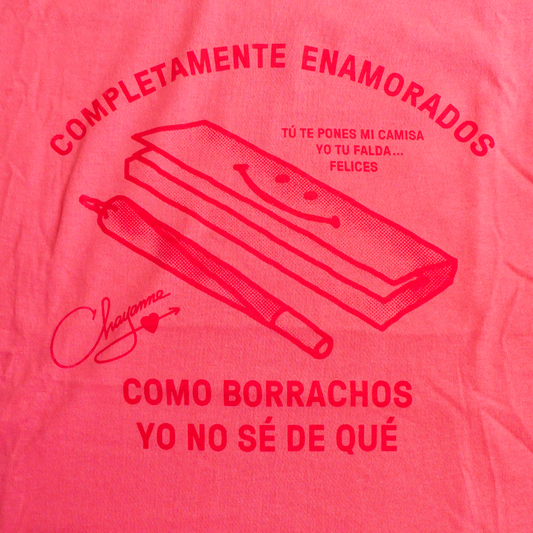 COMPLETAMENTE ENAMORADOS
TÚ TE PONES MI CAMISA
YO TU FALDA...
FELICES
Chayanne
COMO BORRACHOS
YO NO SÉ DE QUÉ